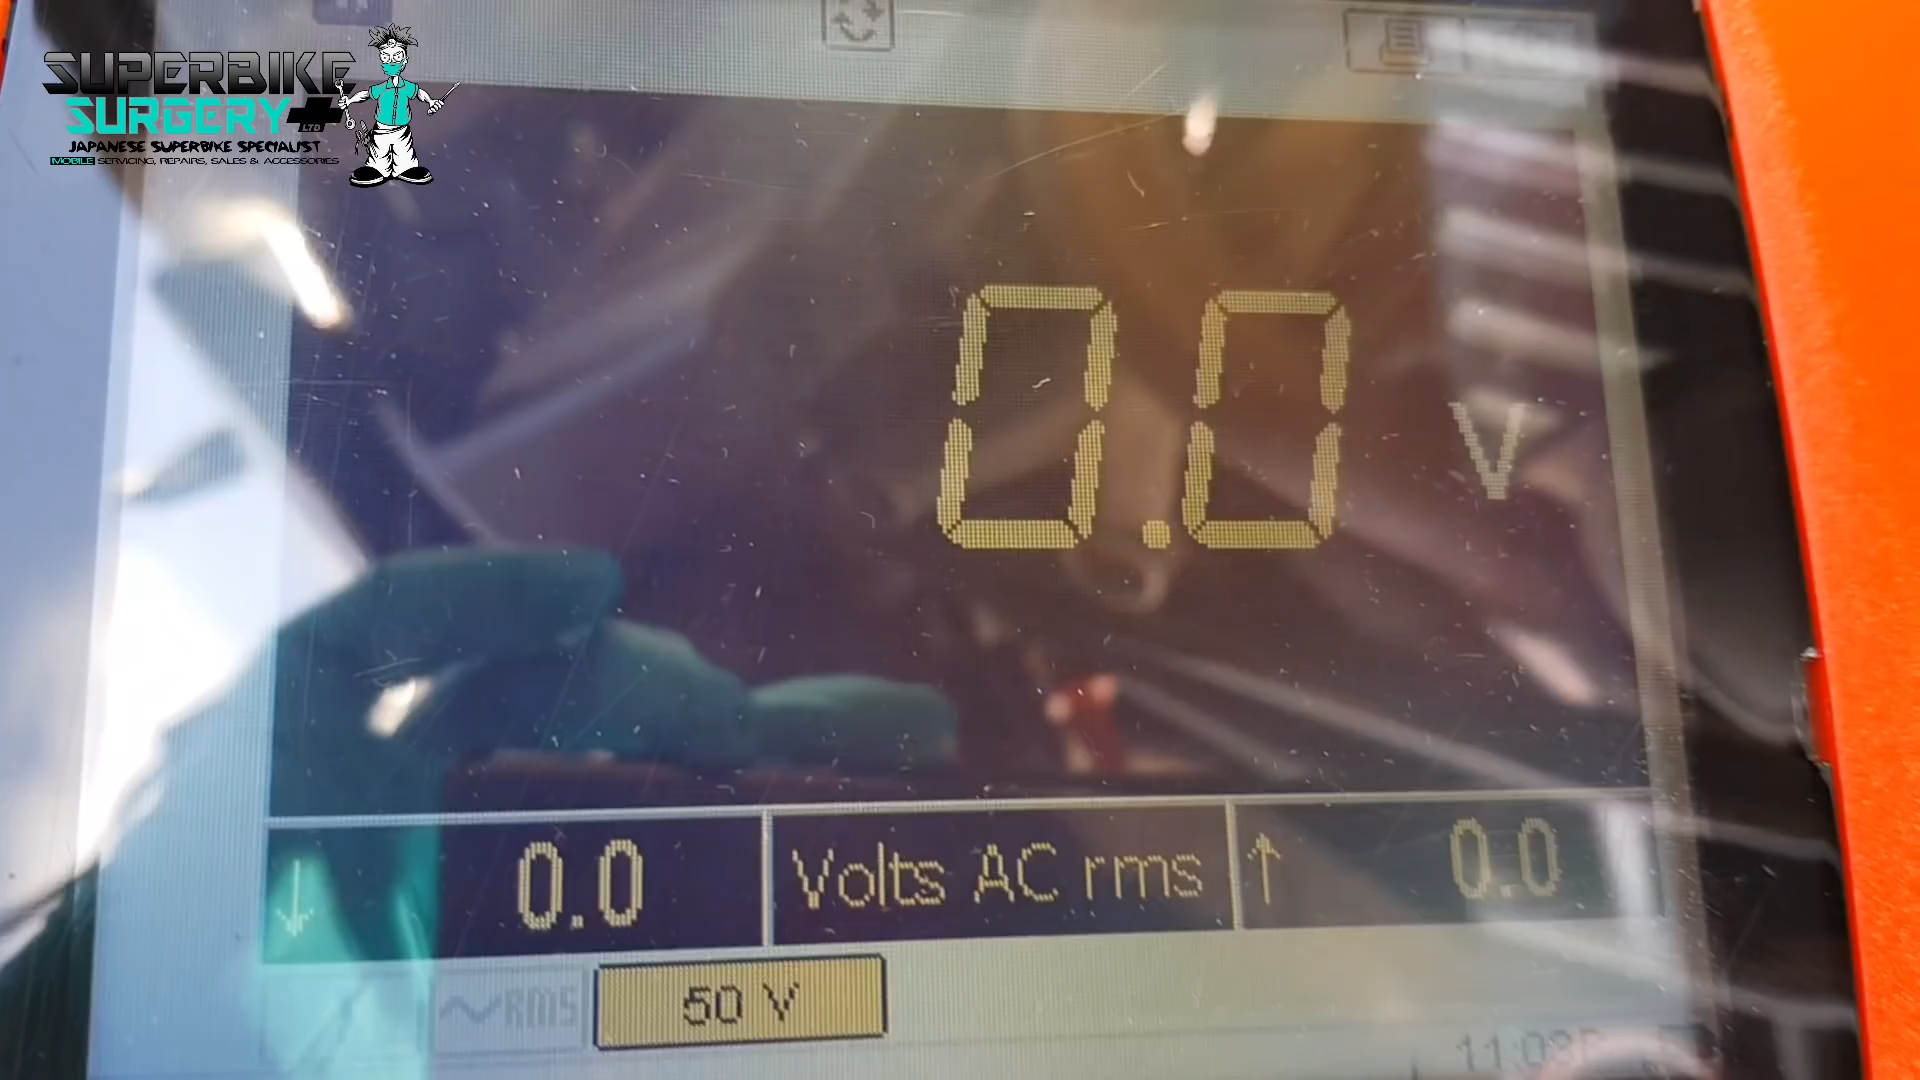 SUPERBIKE
SURGERY
LTD
JAPANESE SUPERBIKE SPECIALIST
MOBILE SERVICING, REPAIRS, SALES & ACCESSORIES
0.0 V
↓ 0.0 Volts AC rms ↑ 0.0
RMS 50 V